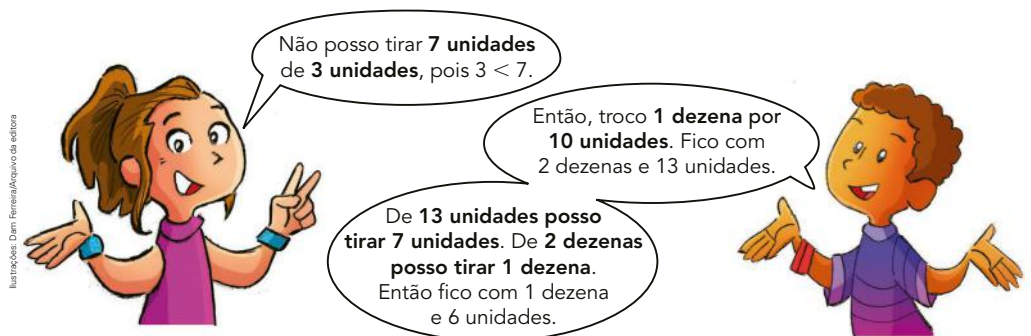 Não posso tirar 7 unidades
de 3 unidades, pois 3 < 7.
Então, troco 1 dezena por
10 unidades. Fico com
2 dezenas e 13 unidades.
De 13 unidades posso
tirar 7 unidades. De 2 dezenas
posso tirar 1 dezena.
Então fico com 1 dezena
e 6 unidades.
Ilustrações: Dam Ferreira/Arquivo da editora